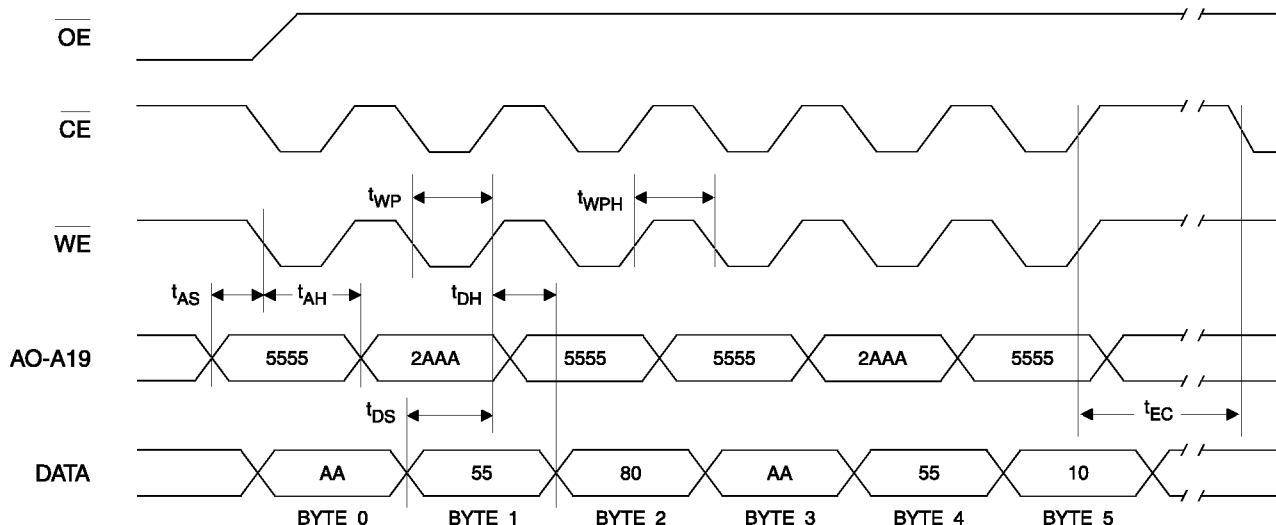 OE
CE
tWP
tWPH
WE
tAS
tAH
tDH
AO-A19
5555
2AAA
5555
5555
2AAA
5555
tDS
tEC
DATA
AA
55
80
AA
55
10
BYTE 0
BYTE 1
BYTE 2
BYTE 3
BYTE 4
BYTE 5